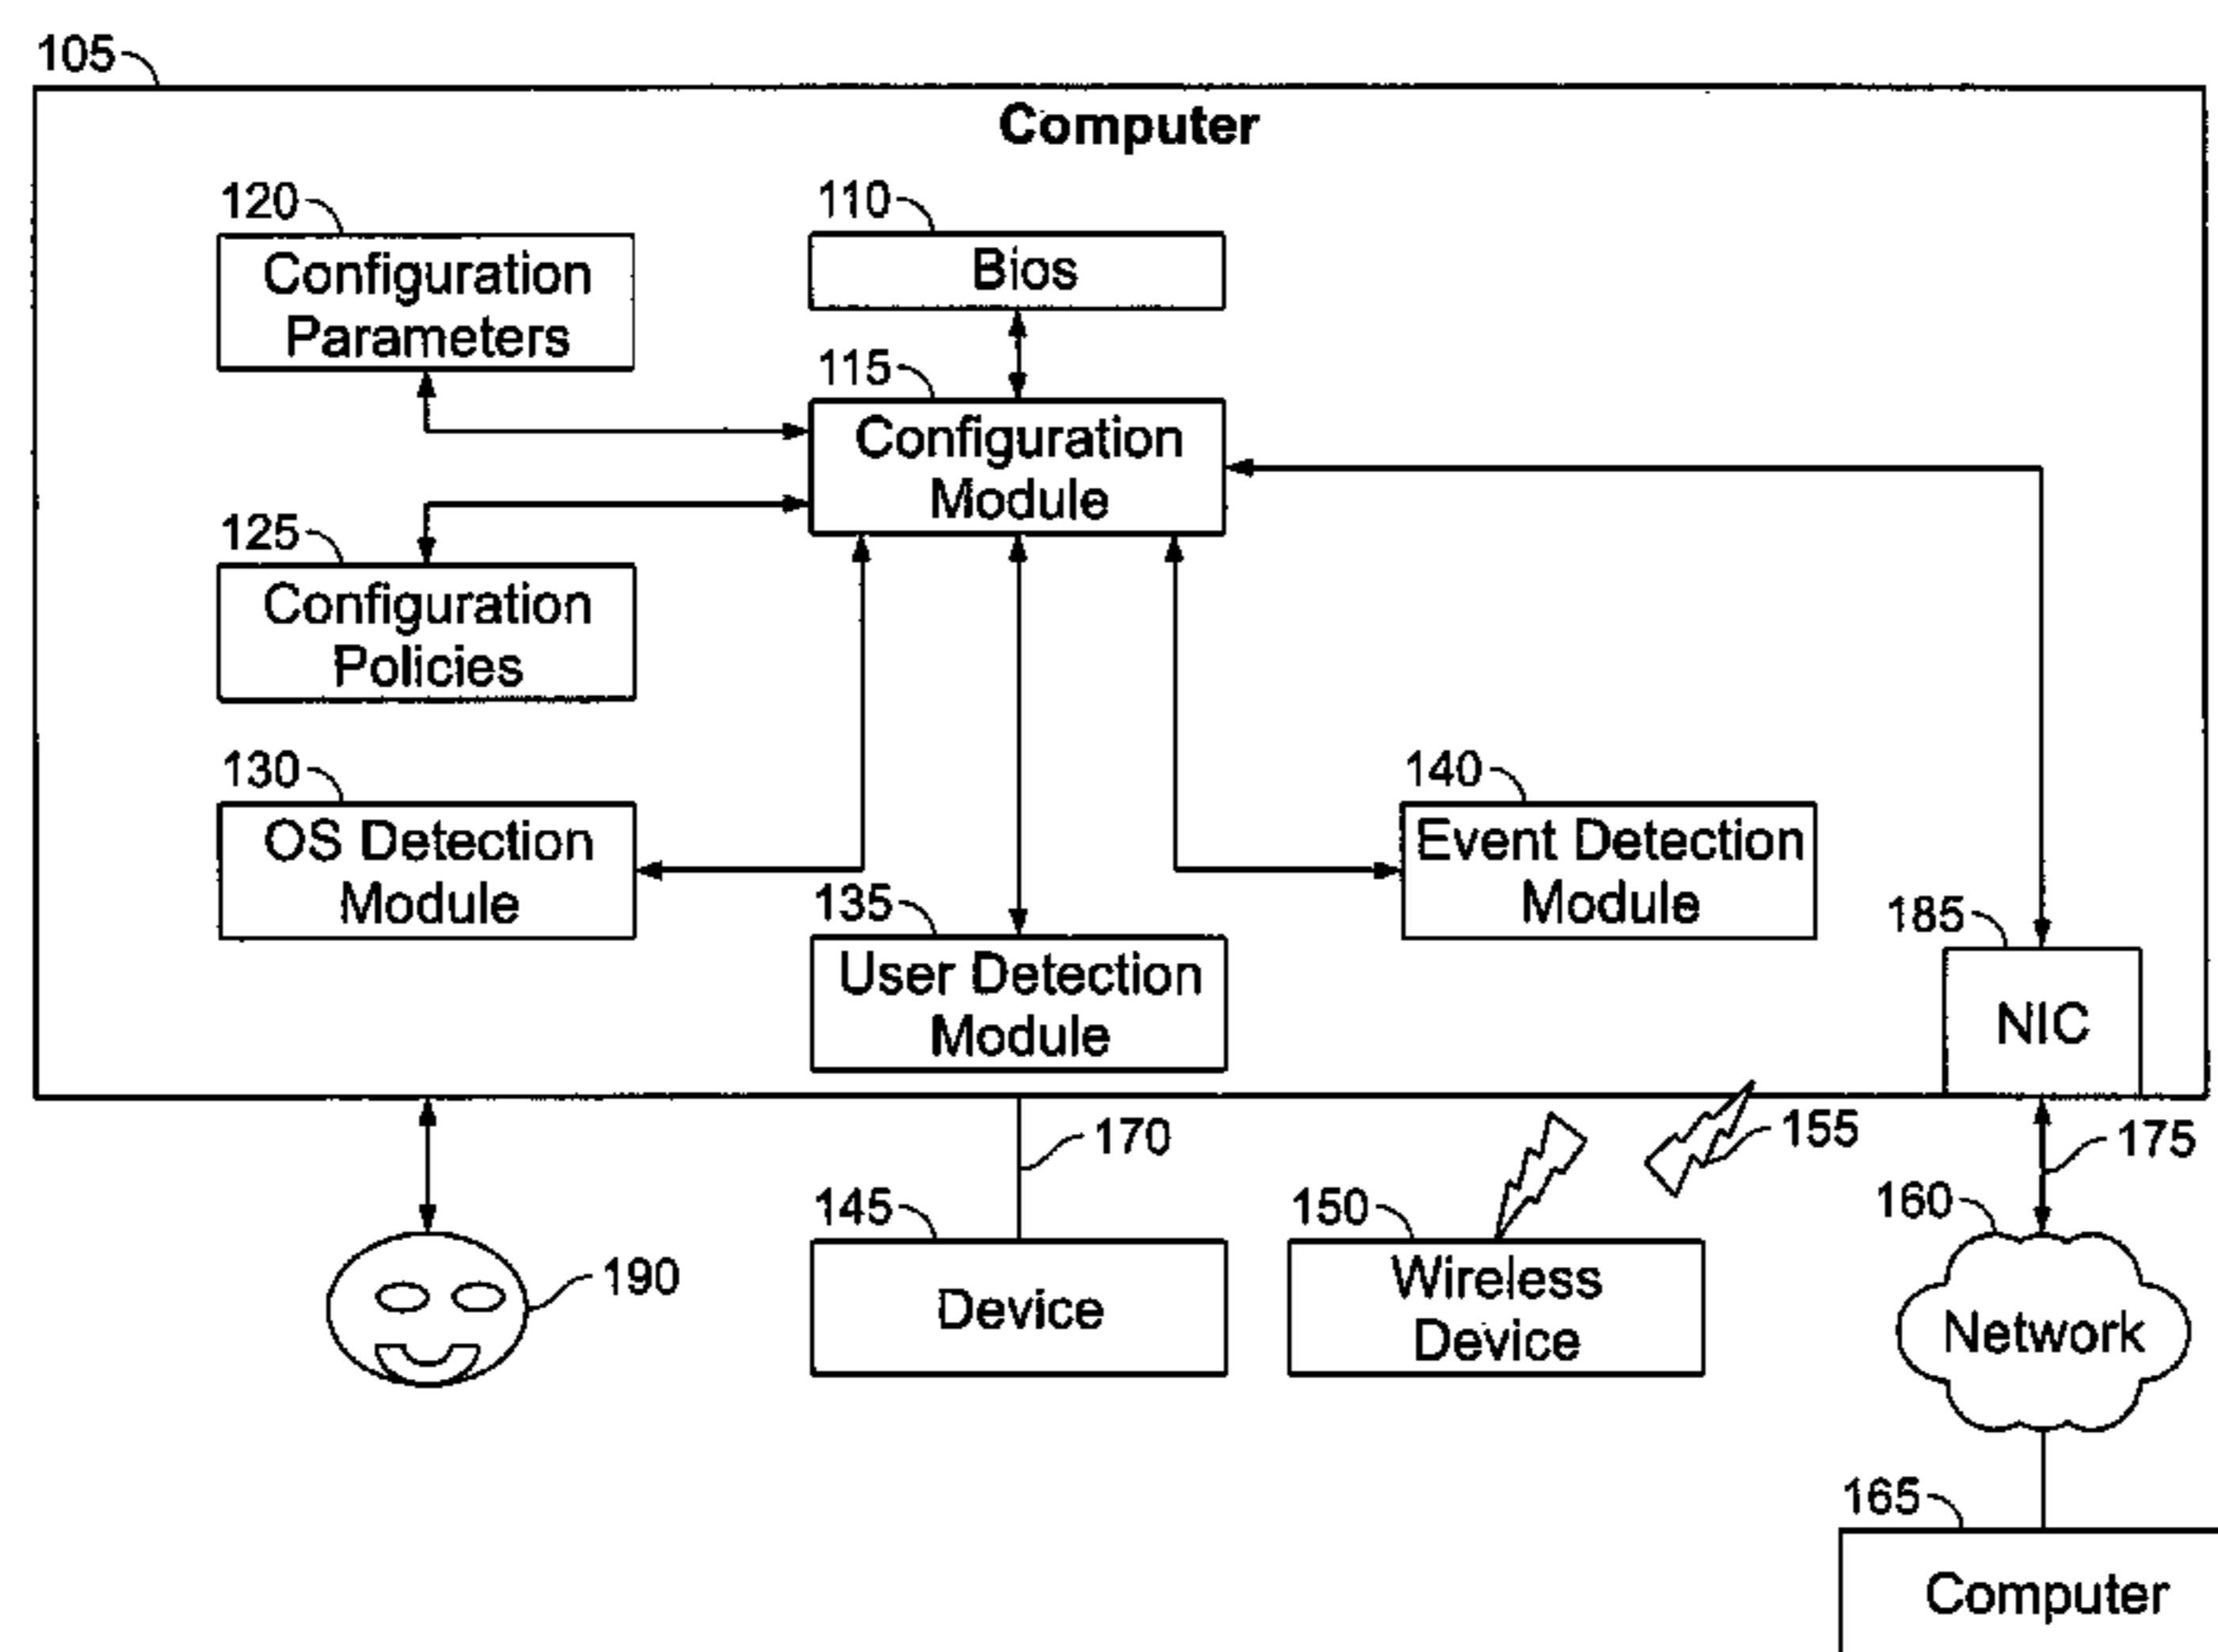 105
Computer
120
110
Configuration
Parameters
Bios
115
Configuration
Module
125
Configuration
Policies
130
140
OS Detection
Module
Event Detection
Module
135
185
User Detection
Module
NIC
170
155
175
145
150
160
190
Device
Wireless
Device
Network
165
Computer